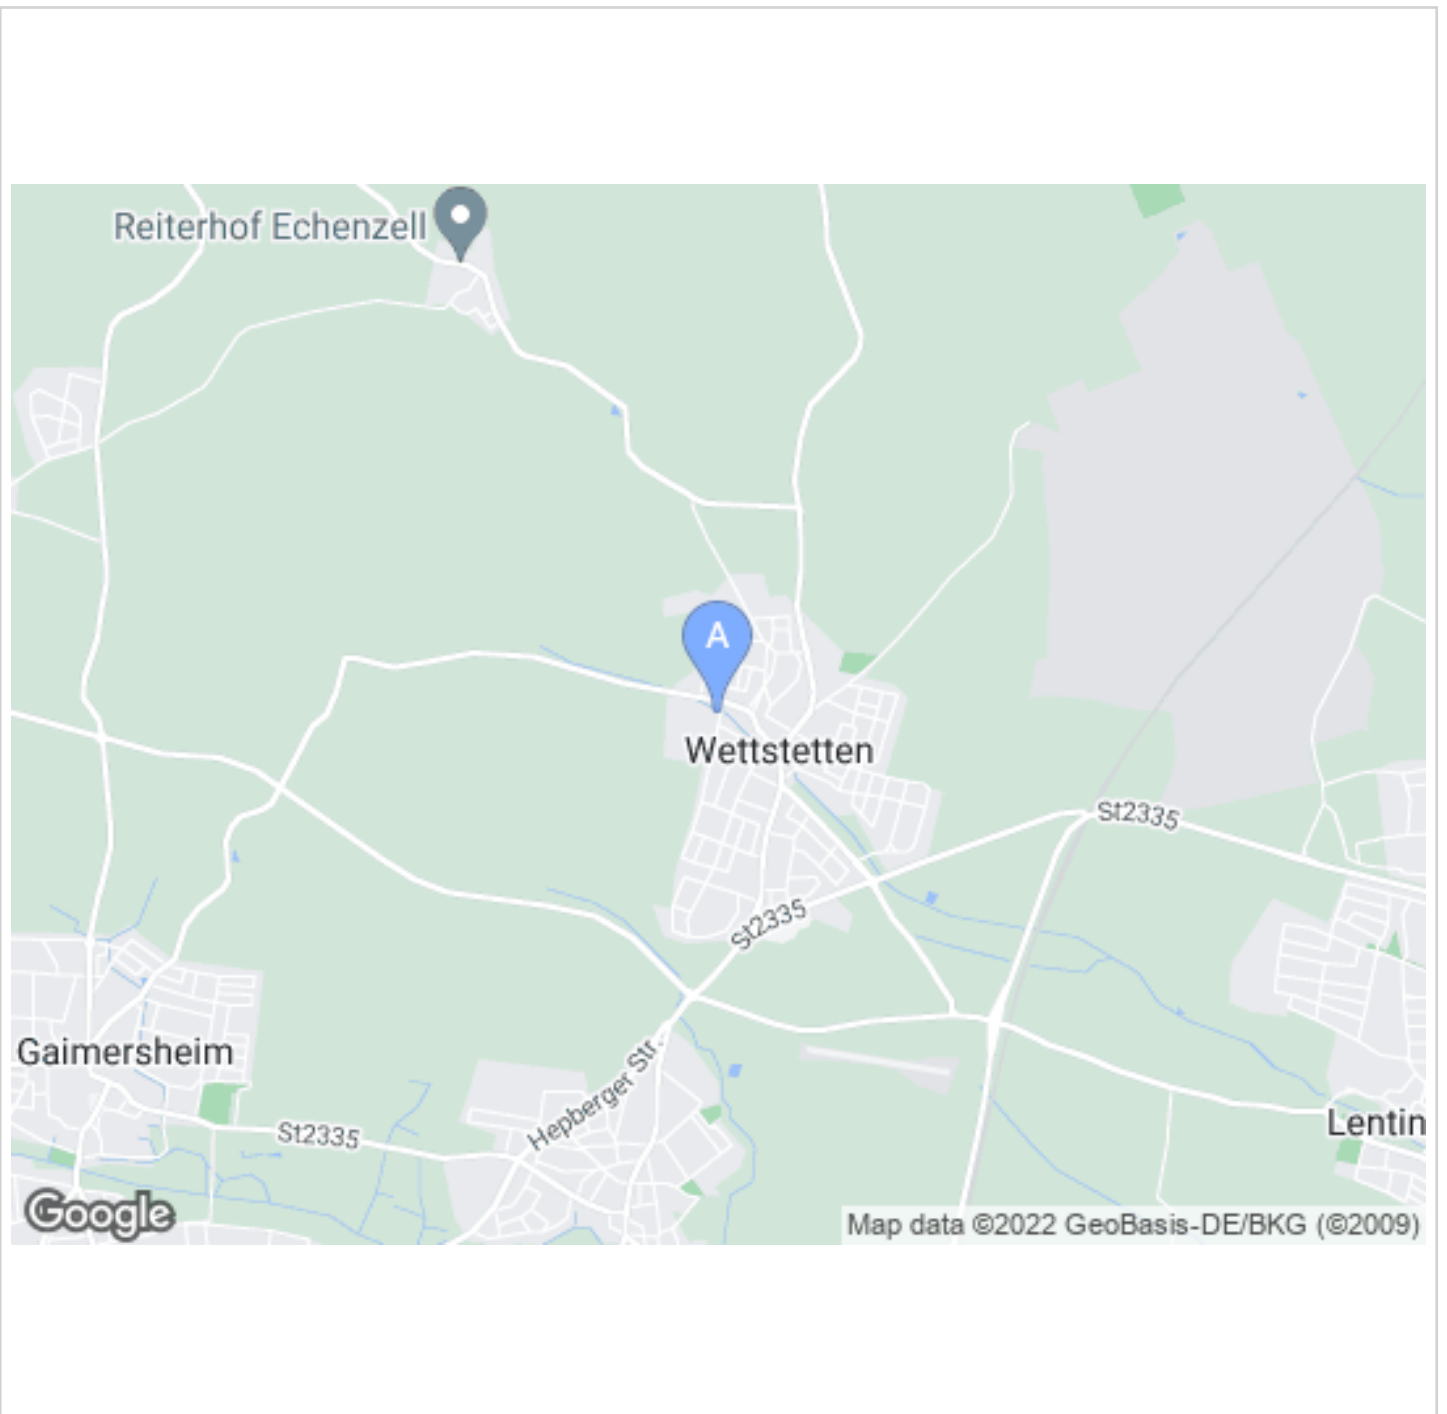 Reiterhof Echenzell
A
Wettstetten
St2335
St2335
Gaimersheim
Hepberger Str.
St2335
Lentin
Google
Map data ©2022 GeoBasis-DE/BKG (©2009)